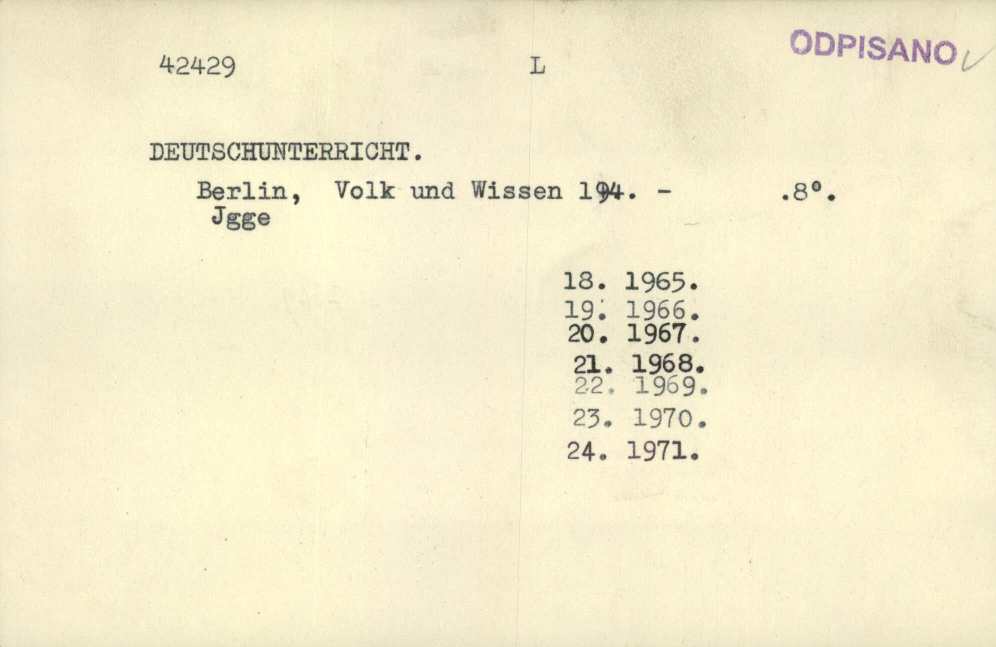 42429 L ODPISANO
DEUTSCHUNTERRICHT.
Berlin, Volk und Wissen 194. - .8°.
Jgge
18. 1965.
19. 1966.
20. 1967.
21. 1968.
22. 1969.
23. 1970.
24. 1971.